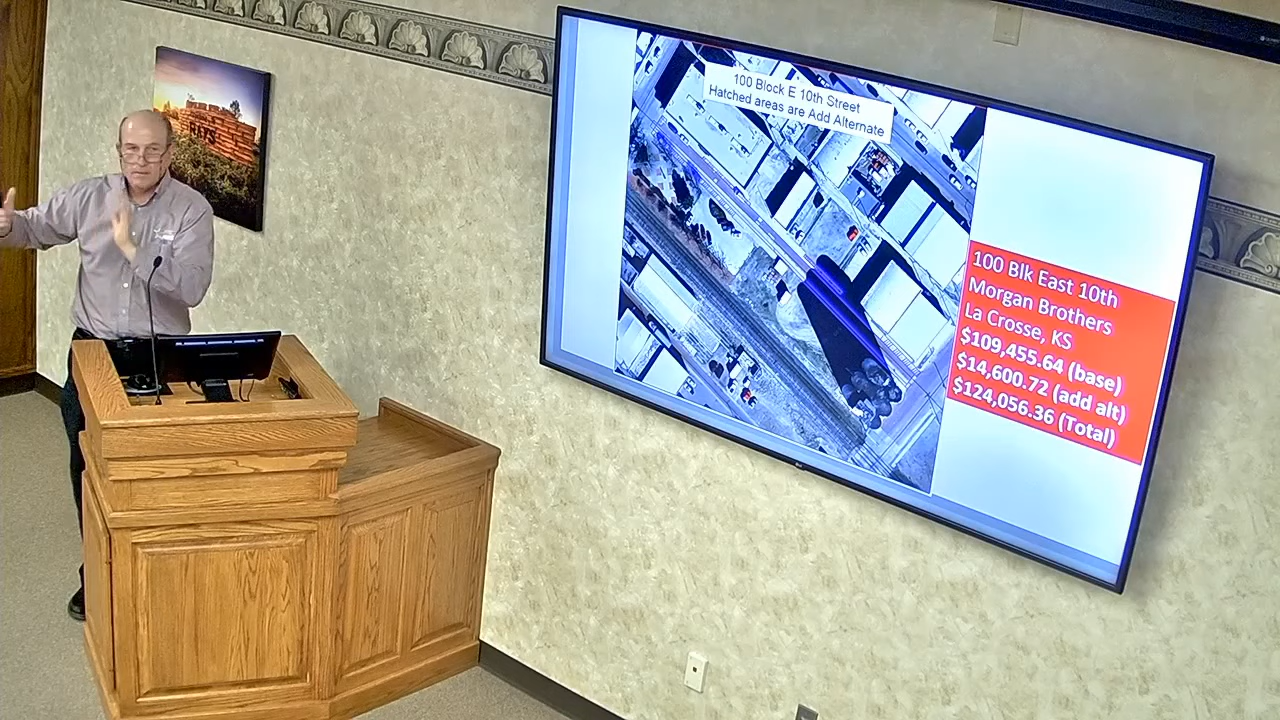 HAYS
100 Block E 10th Street
Hatched areas are Add Alternate
100 Blk East 10th
Morgan Brothers
La Crosse, KS
$109,455.64 (base)
$14,600.72 (add alt)
$124,056.36 (Total)